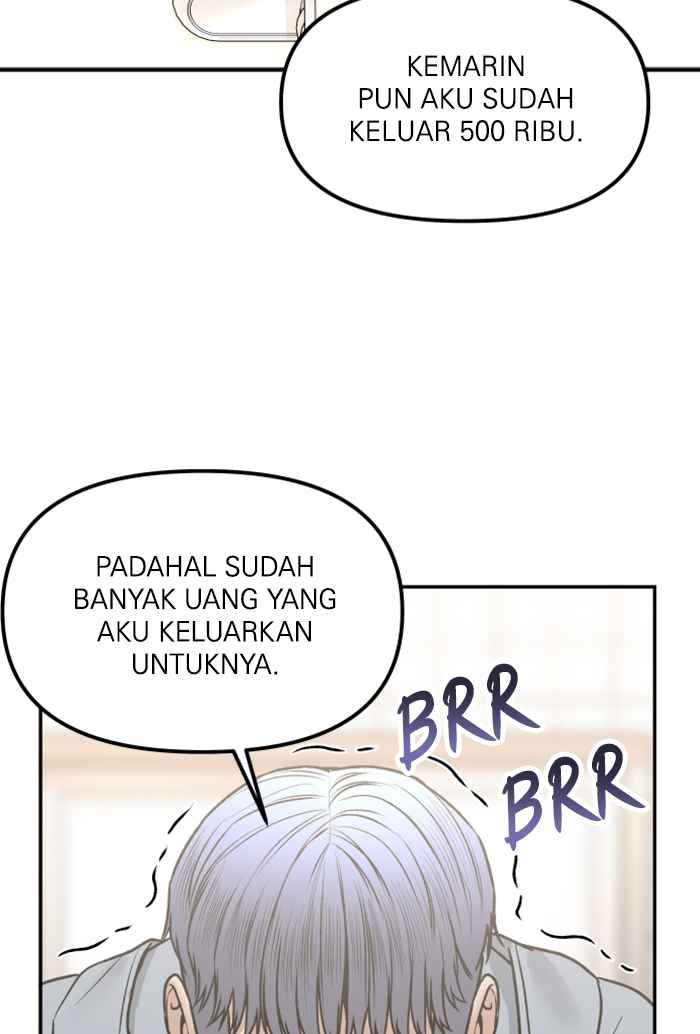 KEMARIN
PUN AKU SUDAH
KELUAR 500 RIBU.
PADAHAL SUDAH
BANYAK UANG YANG
AKU KELUARKAN
UNTUKNYA.
BRR
BRR